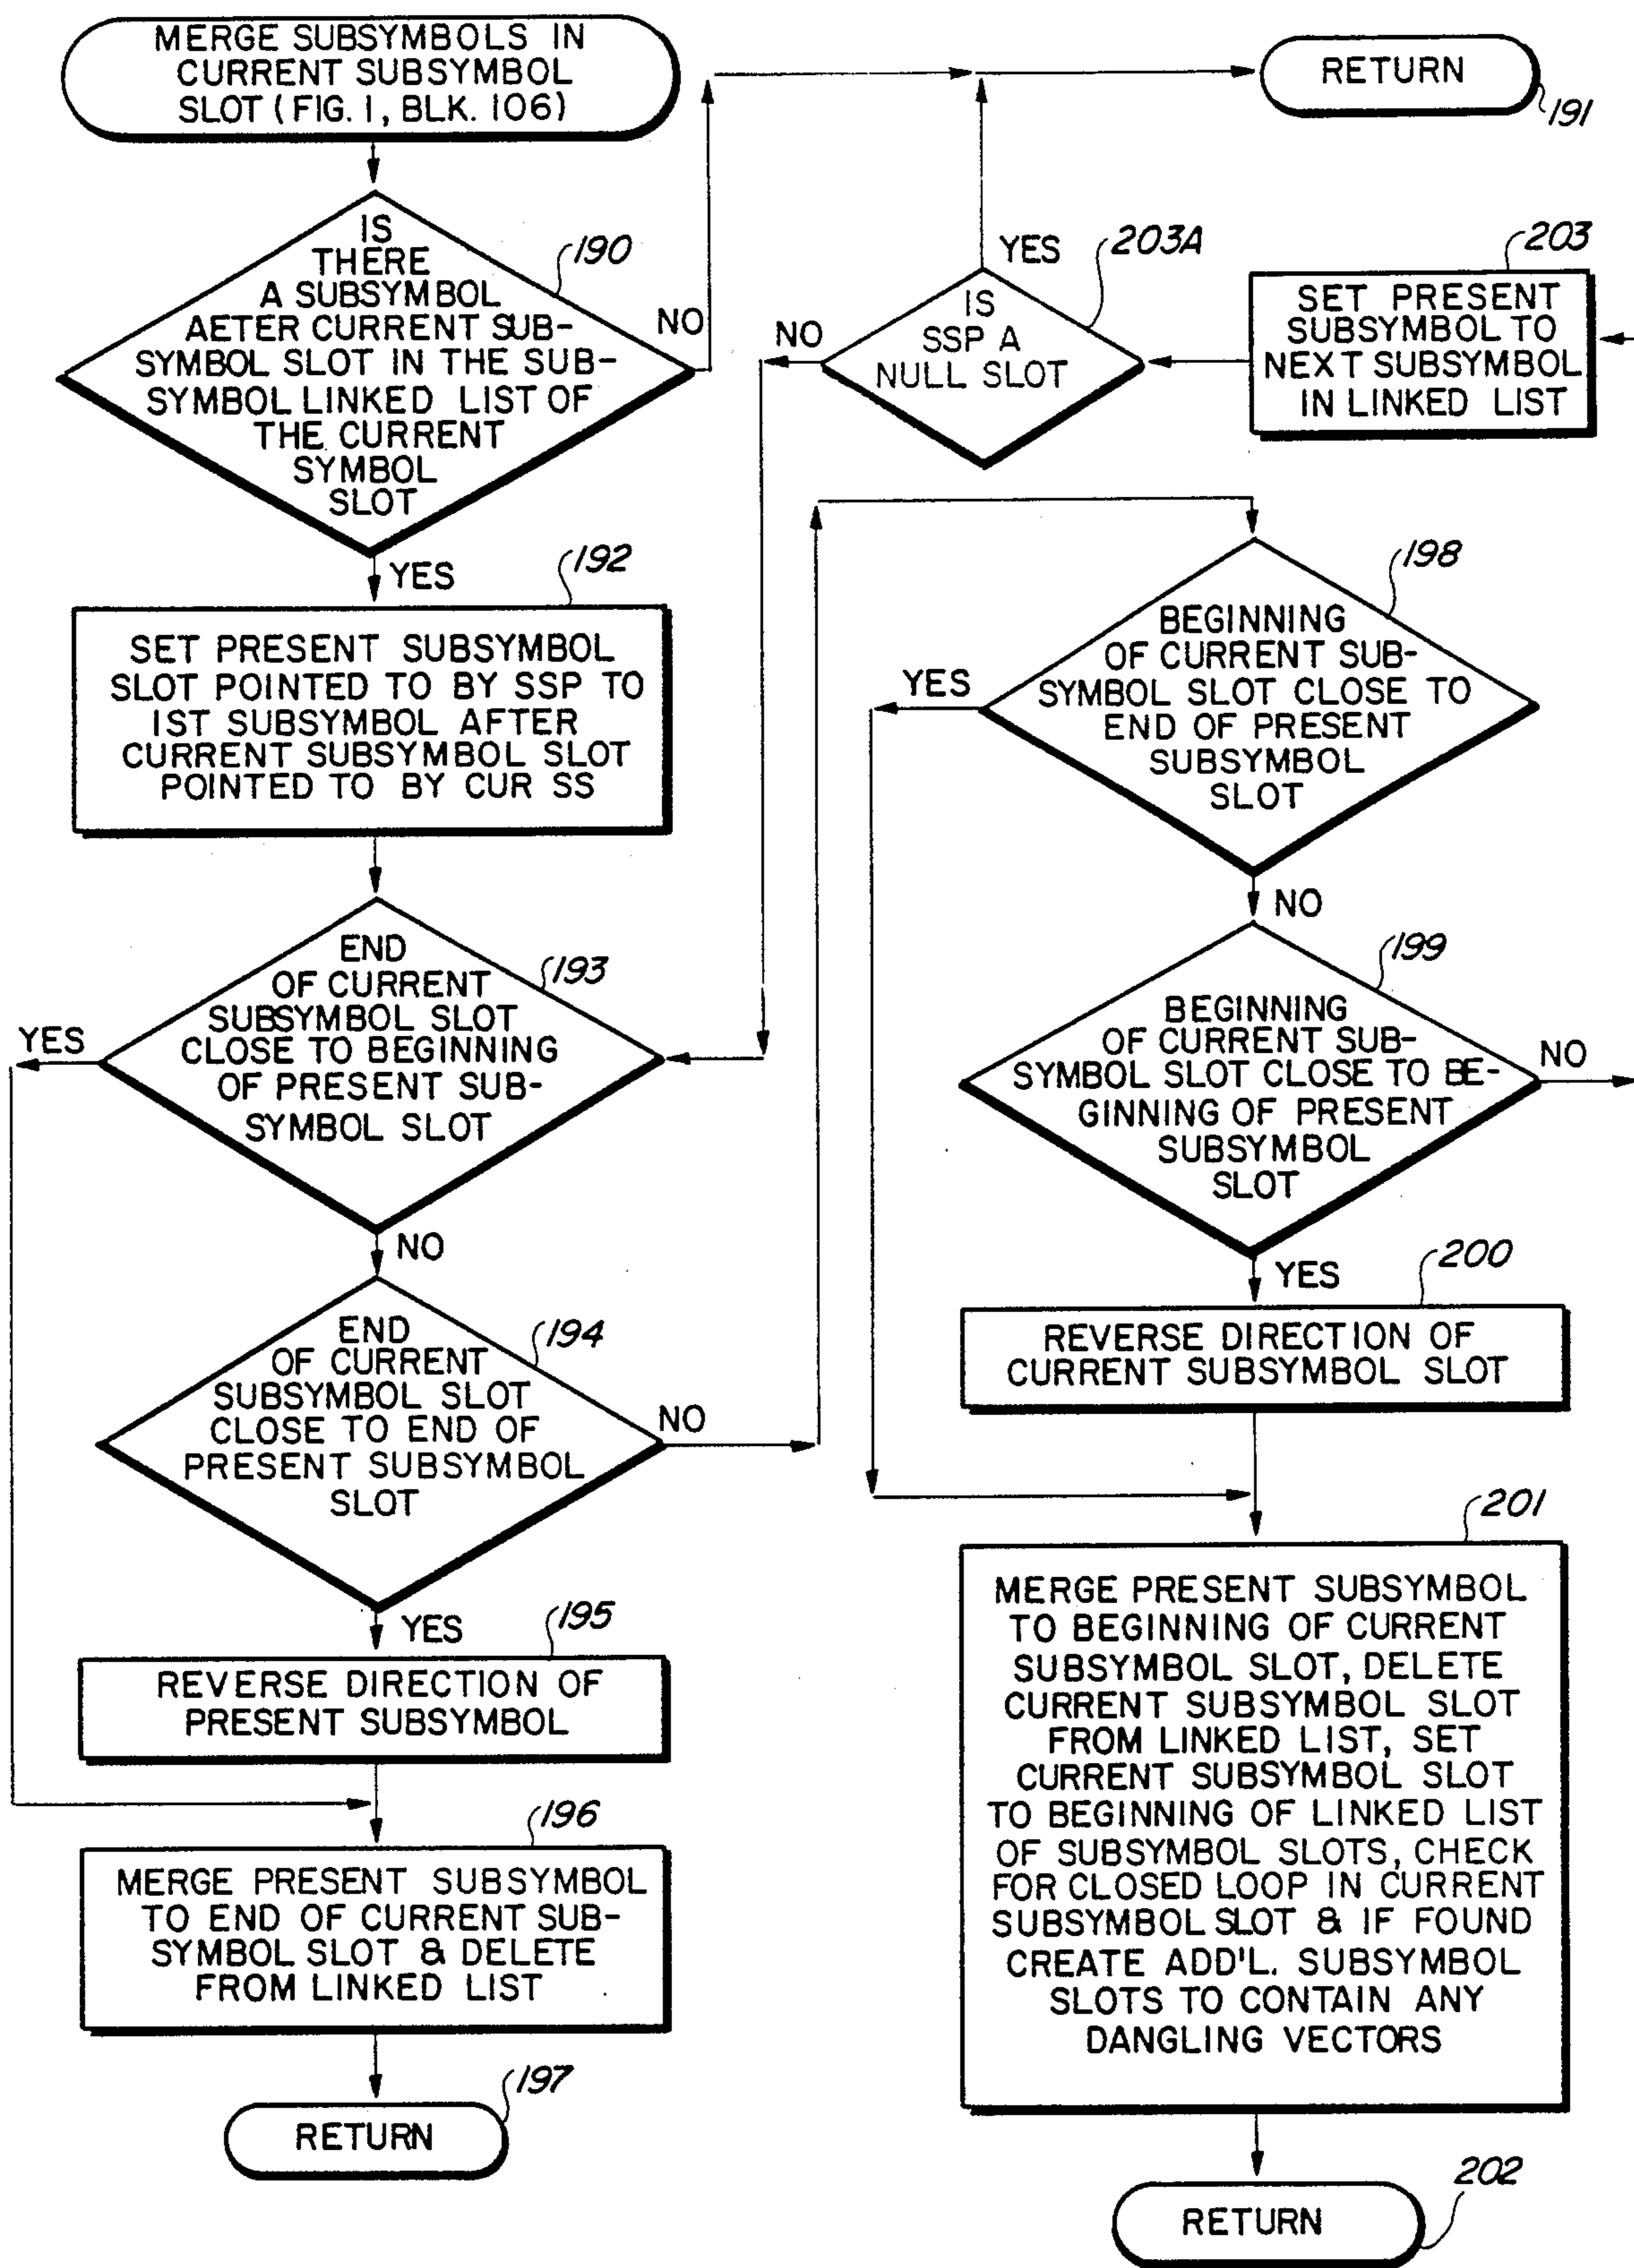 MERGE SUBSYMBOLS IN
CURRENT SUBSYMBOL
SLOT (FIG. 1, BLK. 106)
RETURN
191
IS
THERE
A SUBSYMBOL
AETER CURRENT SUB-
SYMBOL SLOT IN THE SUB-
SYMBOL LINKED LIST OF
THE CURRENT
SYMBOL
SLOT
190
NO
YES
IS
SSP A
NULL SLOT
203A
YES
NO
203
SET PRESENT
SUBSYMBOL TO
NEXT SUBSYMBOL
IN LINKED LIST
192
SET PRESENT SUBSYMBOL
SLOT POINTED TO BY SSP TO
1ST SUBSYMBOL AFTER
CURRENT SUBSYMBOL SLOT
POINTED TO BY CUR SS
END
OF CURRENT
SUBSYMBOL SLOT
CLOSE TO BEGINNING
OF PRESENT SUB-
SYMBOL SLOT
193
YES
NO
END
OF CURRENT
SUBSYMBOL SLOT
CLOSE TO END OF
PRESENT SUBSYMBOL
SLOT
194
NO
YES
195
REVERSE DIRECTION OF
PRESENT SUBSYMBOL
196
MERGE PRESENT SUBSYMBOL
TO END OF CURRENT SUB-
SYMBOL SLOT & DELETE
FROM LINKED LIST
197
RETURN
198
BEGINNING
OF CURRENT SUB-
SYMBOL SLOT CLOSE TO
END OF PRESENT
SUBSYMBOL
SLOT
YES
NO
199
BEGINNING
OF CURRENT SUB-
SYMBOL SLOT CLOSE TO BE-
GINNING OF PRESENT
SUBSYMBOL
SLOT
NO
YES
200
REVERSE DIRECTION OF
CURRENT SUBSYMBOL SLOT
201
MERGE PRESENT SUBSYMBOL
TO BEGINNING OF CURRENT
SUBSYMBOL SLOT, DELETE
CURRENT SUBSYMBOL SLOT
FROM LINKED LIST, SET
CURRENT SUBSYMBOL SLOT
TO BEGINNING OF LINKED LIST
OF SUBSYMBOL SLOTS, CHECK
FOR CLOSED LOOP IN CURRENT
SUBSYMBOL SLOT & IF FOUND
CREATE ADD'L. SUBSYMBOL
SLOTS TO CONTAIN ANY
DANGLING VECTORS
202
RETURN